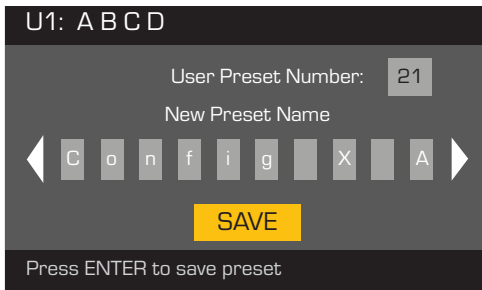 U1: A B C D
User Preset Number: 21
New Preset Name
C o n f i g X A
SAVE
Press ENTER to save preset